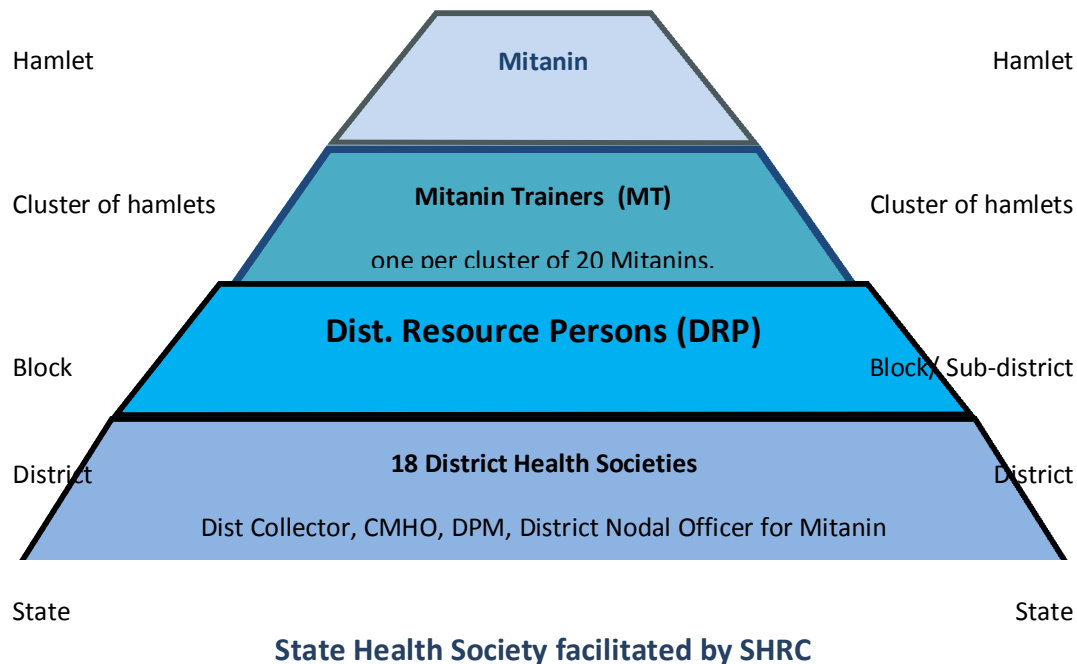 Hamlet Mitanin Hamlet
Cluster of hamlets Mitanin Trainers (MT) Cluster of hamlets
one per cluster of 20 Mitanins.
Dist. Resource Persons (DRP)
Block Block/ Sub-district
18 District Health Societies
District District
Dist Collector, CMHO, DPM, District Nodal Officer for Mitanin
State State
State Health Society facilitated by SHRC